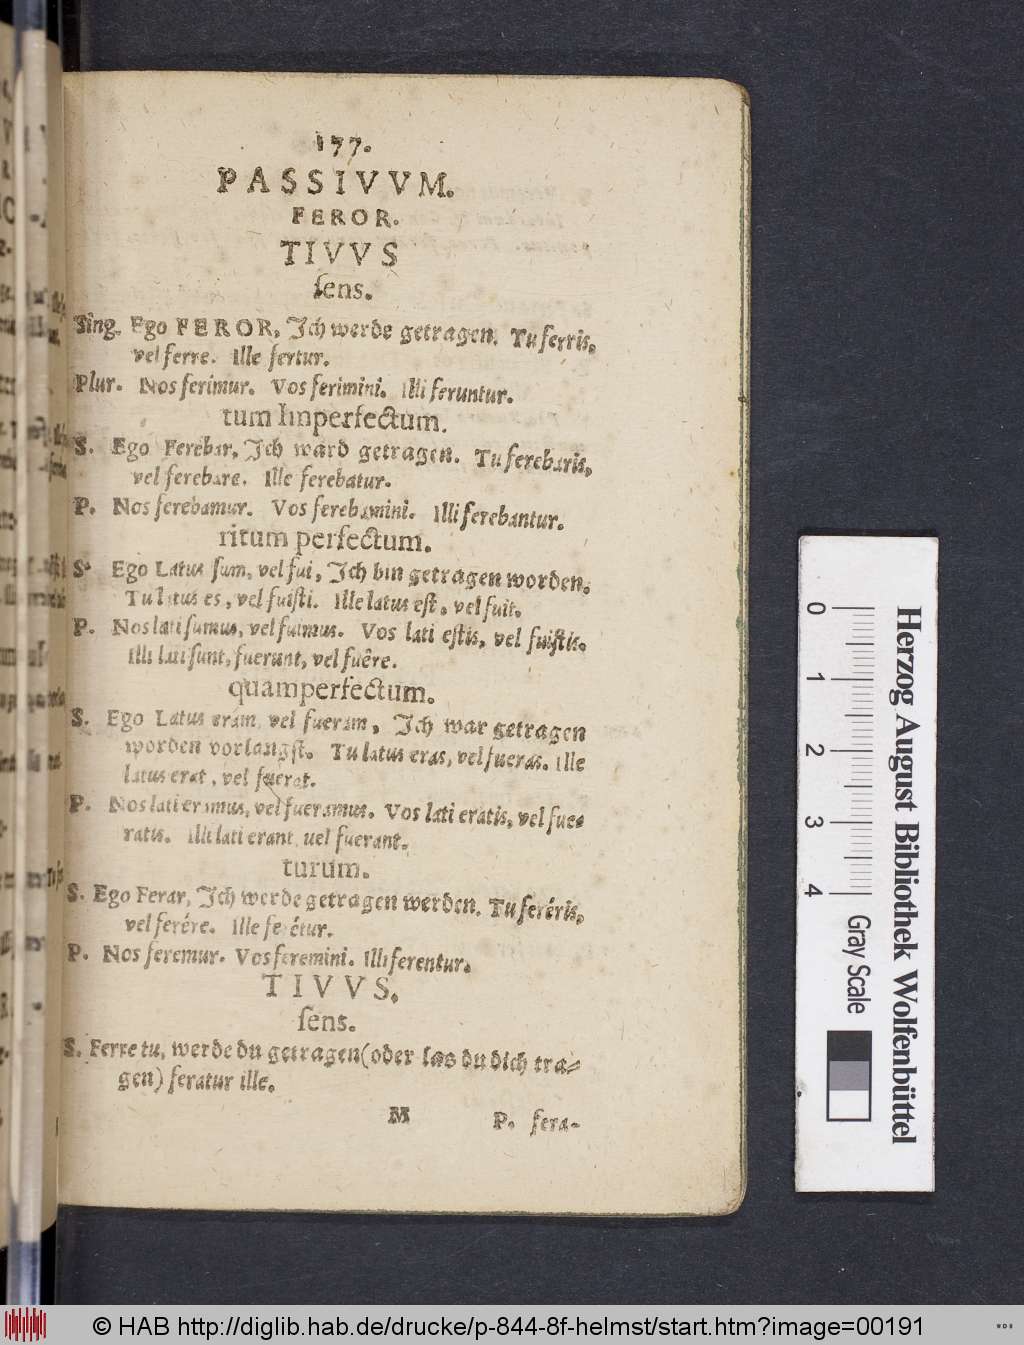 177.
PASSIVVM.
FEROR.
TIVVS
ſens.
Sing. Ego FEROR, Ich werde getragen. Tu ferris,
vel ferre. Ille fertur.
Plur. Nos ferimur. Vos ferimini. Illi feruntur.
tum Imperfectum.
S. Ego Ferebar, Ich ward getragen. Tu ferebaris,
vel ferebare. Ille ferebatur.
P. Nos ferebamur. Vos ferebamini. Illi ferebantur.
ritum perfectum.
S. Ego Latus ſum, vel fui, Ich bin getragen worden.
Tu latus es, vel fuiſti. Ille latus eſt, vel fuit.
P. Nos lati ſumus, vel fuimus. Vos lati eſtis, vel fuiſtis.
Illi lati ſunt, fuerunt, vel fuêre.
quamperfectum.
S. Ego Latus eram, vel fueram, Ich war getragen
worden vorlangſt. Tu latus eras, vel fueras. Ille
latus erat, vel fuerat.
P. Nos lati eramus, vel fueramus. Vos lati eratis, vel fue-
ratis. Illi lati erant, uel fuerant.
turum.
S. Ego Ferar, Ich werde getragen werden. Tu feréris,
vel ferére. Ille ferétur.
P. Nos feremur. Vos feremini. Illi ferentur.
TIVVS.
ſens.
S. Ferre tu, werde du getragen (oder las du dich tra-
gen) feratur ille.
M P. fera-
0 1 2 3 4
Gray Scale
Herzog August Bibliothek Wolfenbüttel
© HAB http://diglib.hab.de/drucke/p-844-8f-helmst/start.htm?image=00191